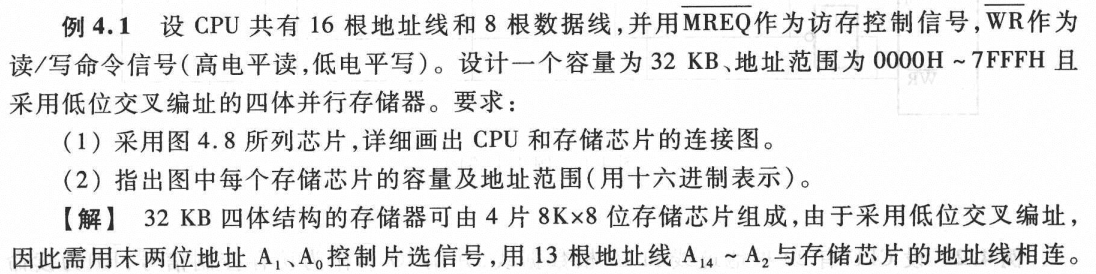 例 4.1 设 CPU 共有 16 根地址线和 8 根数据线,并用 $\overline{MREQ}$ 作为访存控制信号, $\overline{WR}$ 作为
读/写命令信号(高电平读,低电平写)。设计一个容量为 32 KB、地址范围为 0000H ~ 7FFFH 且
采用低位交叉编址的四体并行存储器。要求:
(1) 采用图 4.8 所列芯片,详细画出 CPU 和存储芯片的连接图。
(2) 指出图中每个存储芯片的容量及地址范围(用十六进制表示)。
【解】 32 KB 四体结构的存储器可由 4 片 8K×8 位存储芯片组成,由于采用低位交叉编址,
因此需用末两位地址 A₁、A₀控制片选信号,用 13 根地址线 A₁₄ ~ A₂与存储芯片的地址线相连。